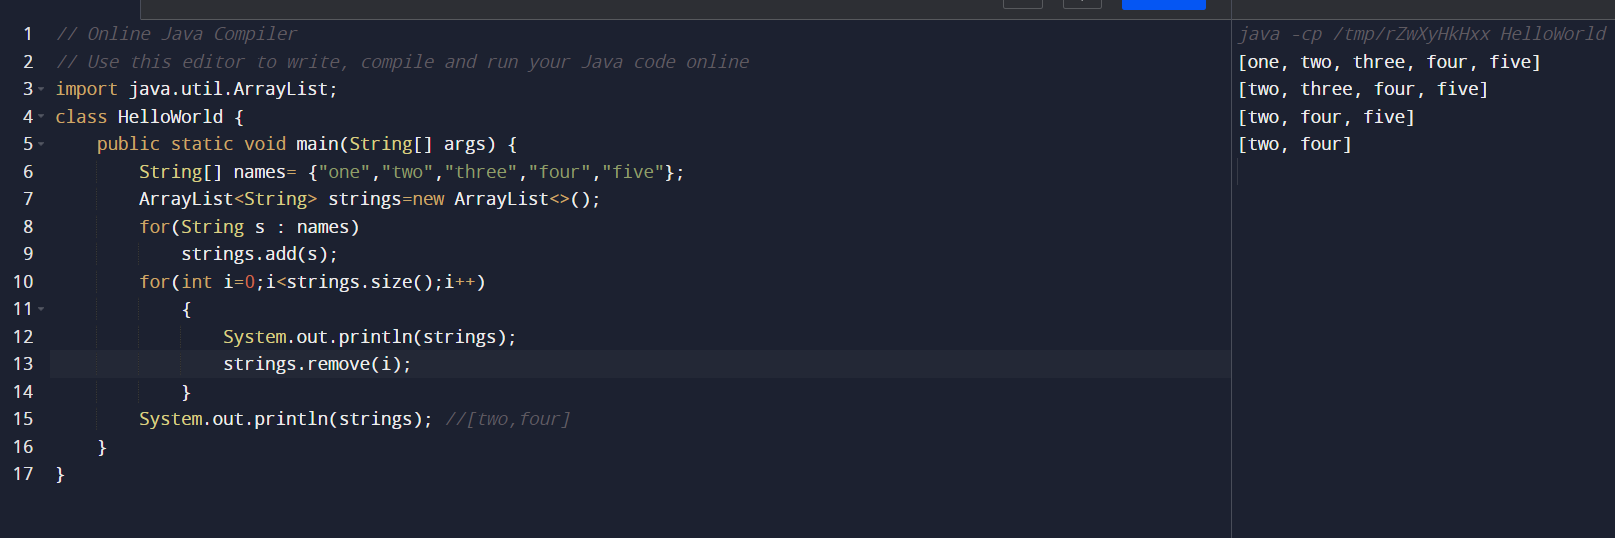 1 // Online Java Compiler
2 // Use this editor to write, compile and run your Java code online
3 import java.util.ArrayList;
4 class HelloWorld {
5     public static void main(String[] args) {
6         String[] names= {"one","two","three","four","five"};
7         ArrayList<String> strings=new ArrayList<>();
8         for(String s : names)
9             strings.add(s);
10         for(int i=0;i<strings.size();i++)
11             {
12                 System.out.println(strings);
13                 strings.remove(i);
14             }
15         System.out.println(strings); //[two,four]
16     }
17 }
java -cp /tmp/rZwXyHkHxx HelloWorld
[one, two, three, four, five]
[two, three, four, five]
[two, four, five]
[two, four]